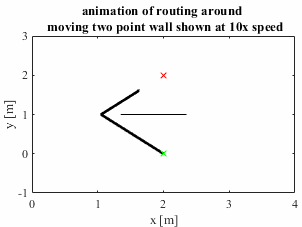 animation of routing around
moving two point wall shown at 10x speed
3
2
1
0
-1
y [m]
0 1 2 3 4
x [m]